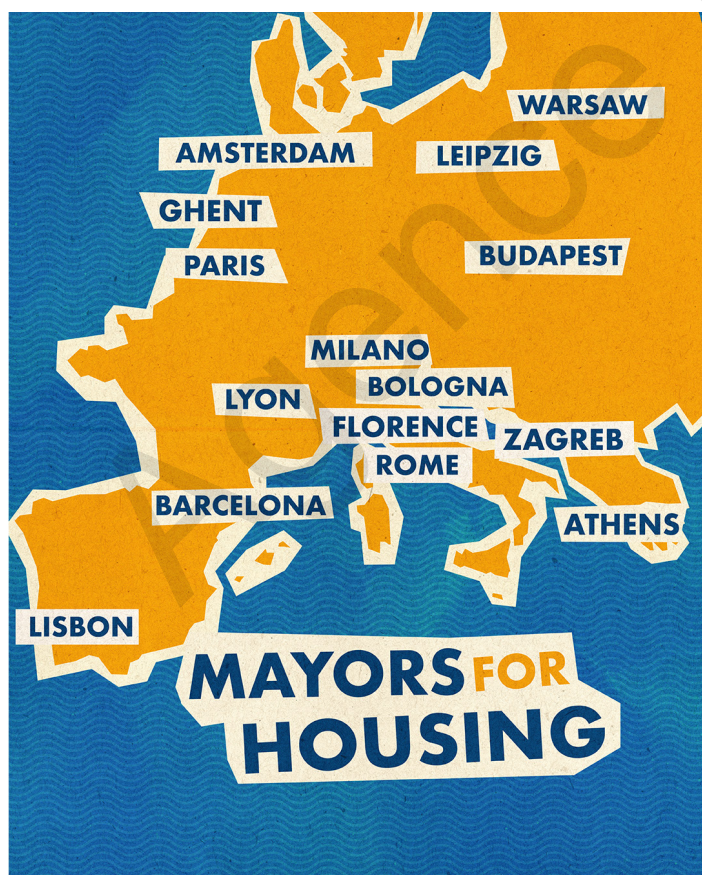 WARSAW
AMSTERDAM
LEIPZIG
GHENT
PARIS
BUDAPEST
MILANO
BOLOGNA
LYON
FLORENCE
ZAGREB
ROME
BARCELONA
ATHENS
LISBON
MAYORS FOR
HOUSING
Agence